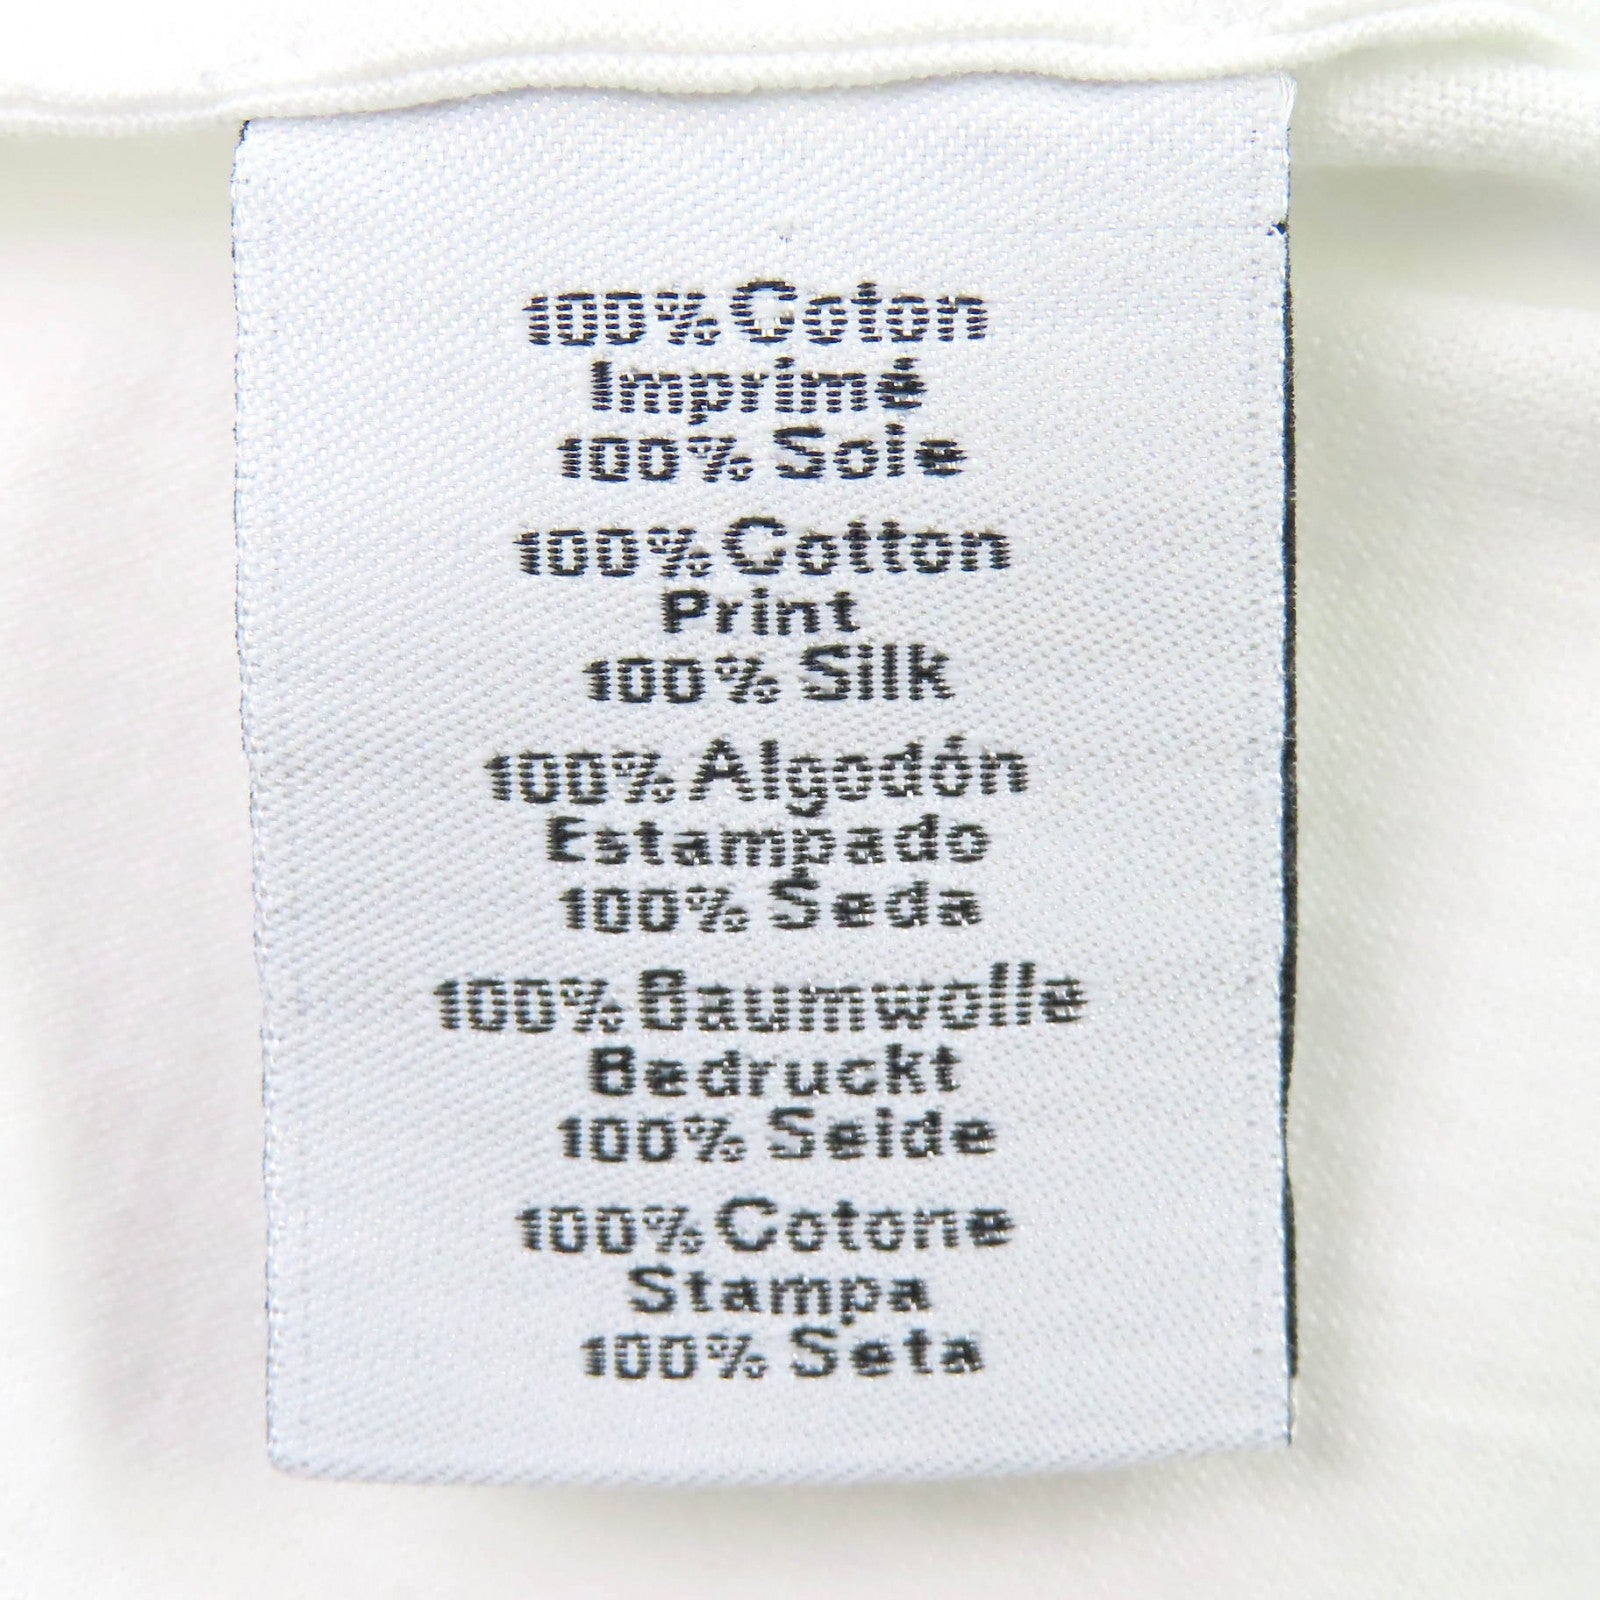 100% Coton
Imprimé
100% Soie
100% Cotton
Print
100% Silk
100% Algodón
Estampado
100% Seda
100% Baumwolle
Bedruckt
100% Seide
100% Cotone
Stampa
100% Seta